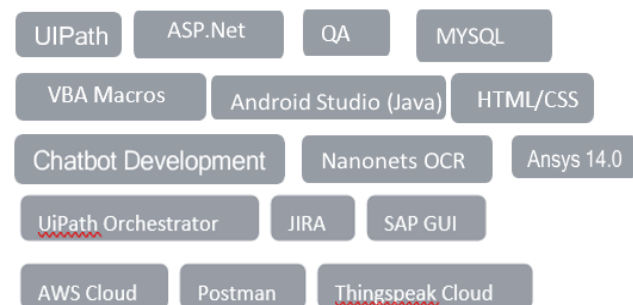 UIPath ASP.Net QA MYSQL
VBA Macros Android Studio (Java) HTML/CSS
Chatbot Development Nanonets OCR Ansys 14.0
UiPath Orchestrator JIRA SAP GUI
AWS Cloud Postman Thingspeak Cloud